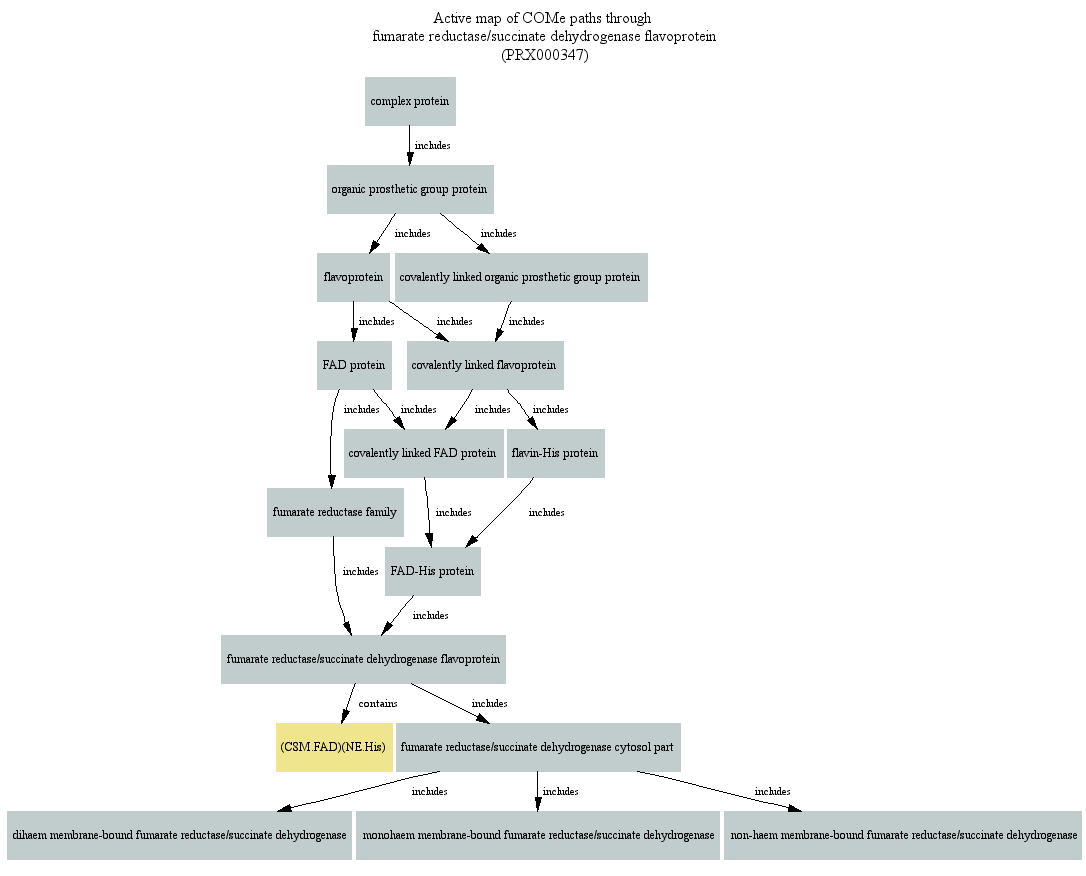 Active map of COMe paths through
fumarate reductase/succinate dehydrogenase flavoprotein
(PRX000347)
complex protein
includes
organic prosthetic group protein
includes
includes
flavoprotein
covalently linked organic prosthetic group protein
includes
includes
includes
FAD protein
covalently linked flavoprotein
includes
includes
includes
includes
covalently linked FAD protein
flavin-His protein
fumarate reductase family
includes
includes
includes
FAD-His protein
includes
fumarate reductase/succinate dehydrogenase flavoprotein
contains
includes
(C8M.FAD)(NE.His)
fumarate reductase/succinate dehydrogenase cytosol part
includes
includes
includes
dihaem membrane-bound fumarate reductase/succinate dehydrogenase
monohaem membrane-bound fumarate reductase/succinate dehydrogenase
non-haem membrane-bound fumarate reductase/succinate dehydrogenase